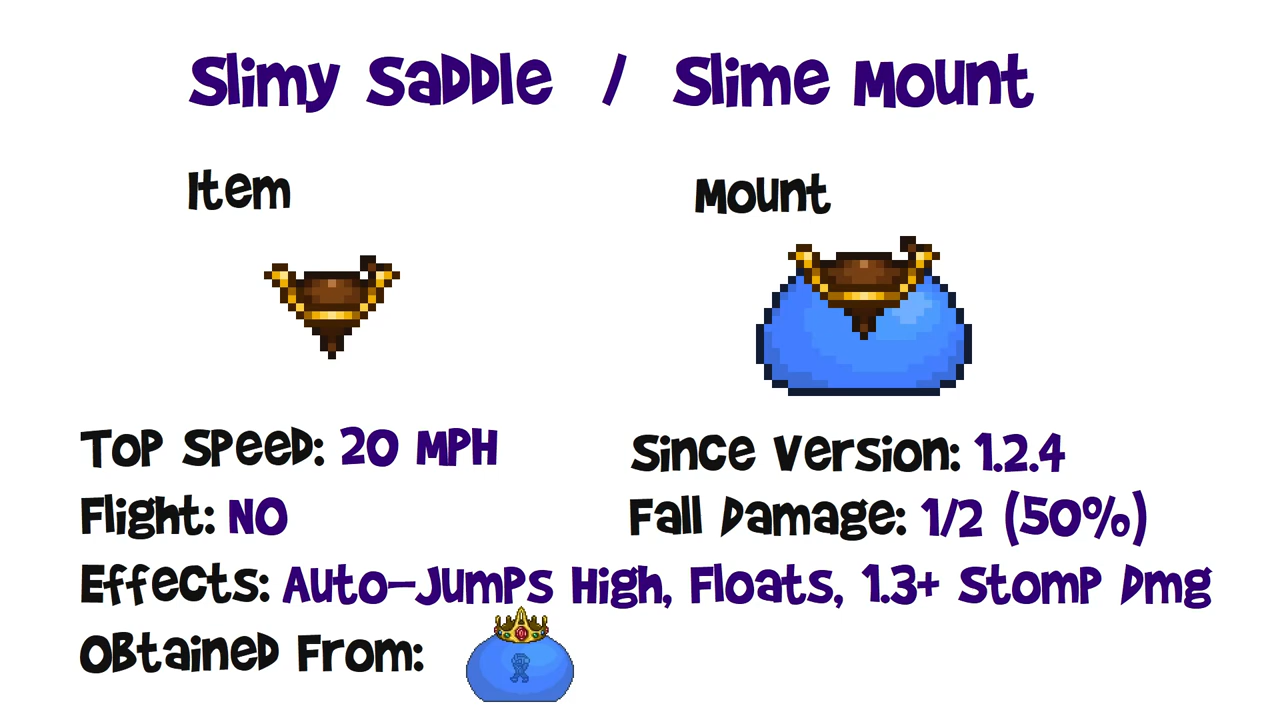 Slimy Saddle / Slime Mount
Item
Mount
Top Speed: 20 MPH
Since Version: 1.2.4
Flight: NO
Fall Damage: 1/2 (50%)
Effects: Auto-Jumps High, Floats, 1.3+ Stomp Dmg
Obtained From: